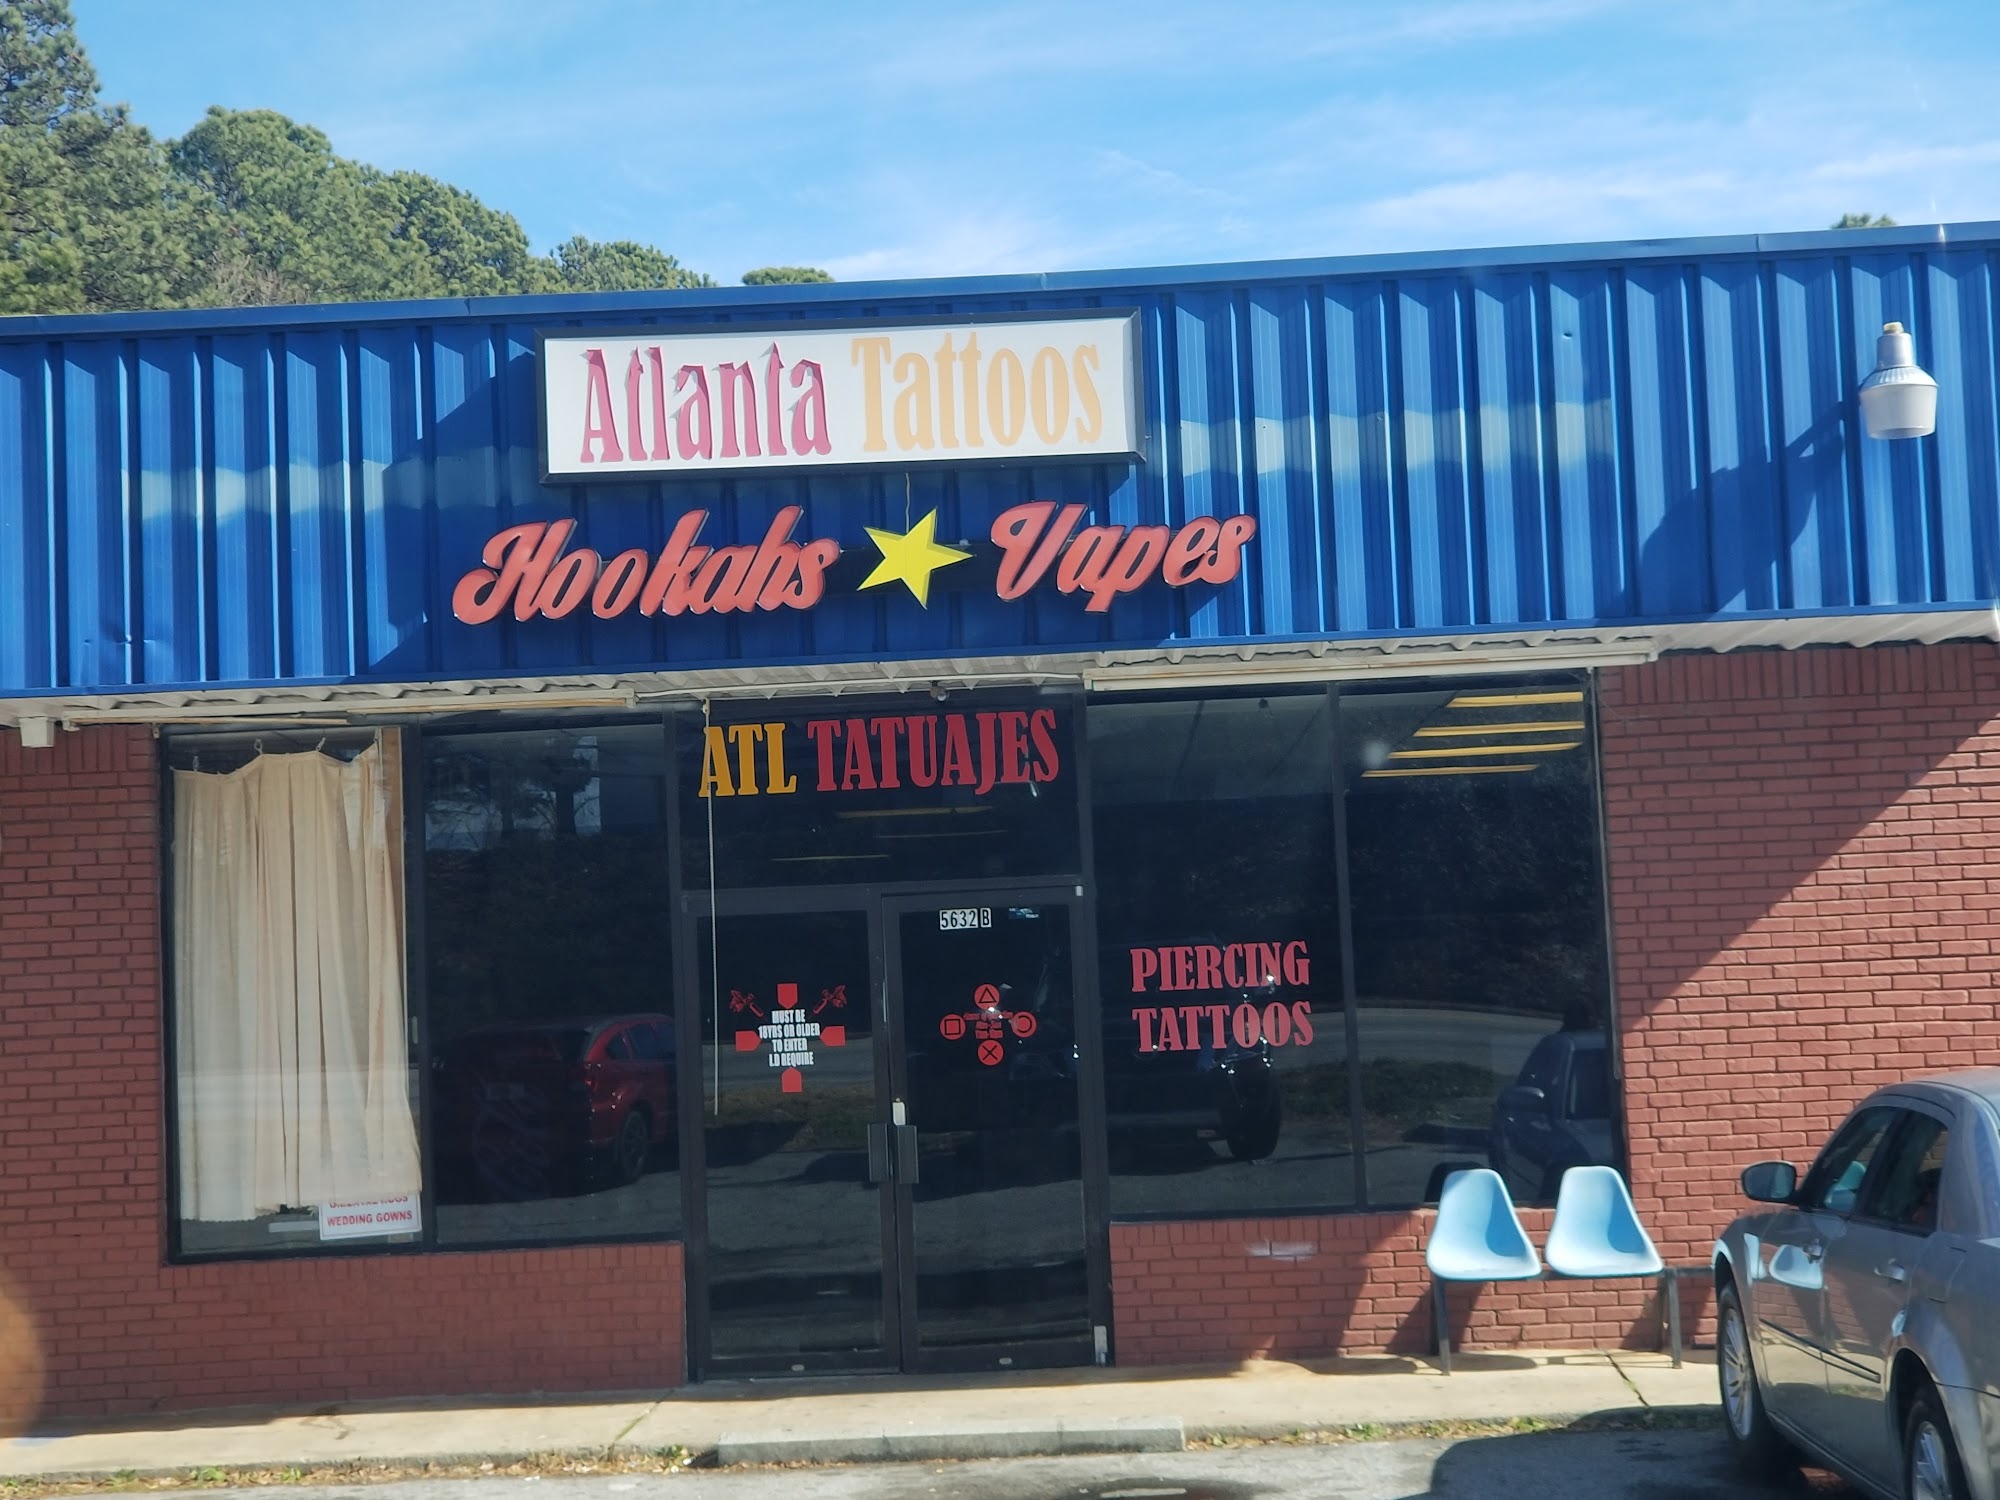 Atlanta Tattoos
Hookahs Vapes
ATL TATUAJES
5632 B
PIERCING
TATTOOS
MUST BE
18YRS OR OLDER
TO ENTER
I.D REQUIRE
WEDDING GOWNS